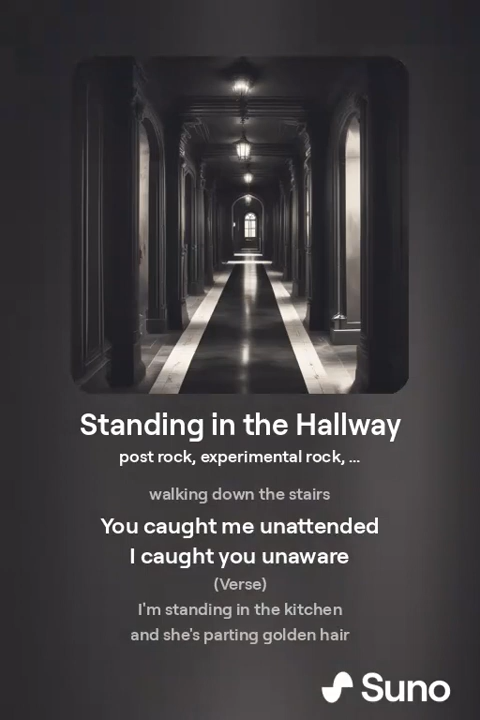 Standing in the Hallway
post rock, experimental rock, ...
walking down the stairs
You caught me unattended
I caught you unaware
(Verse)
I'm standing in the kitchen
and she's parting golden hair
Suno